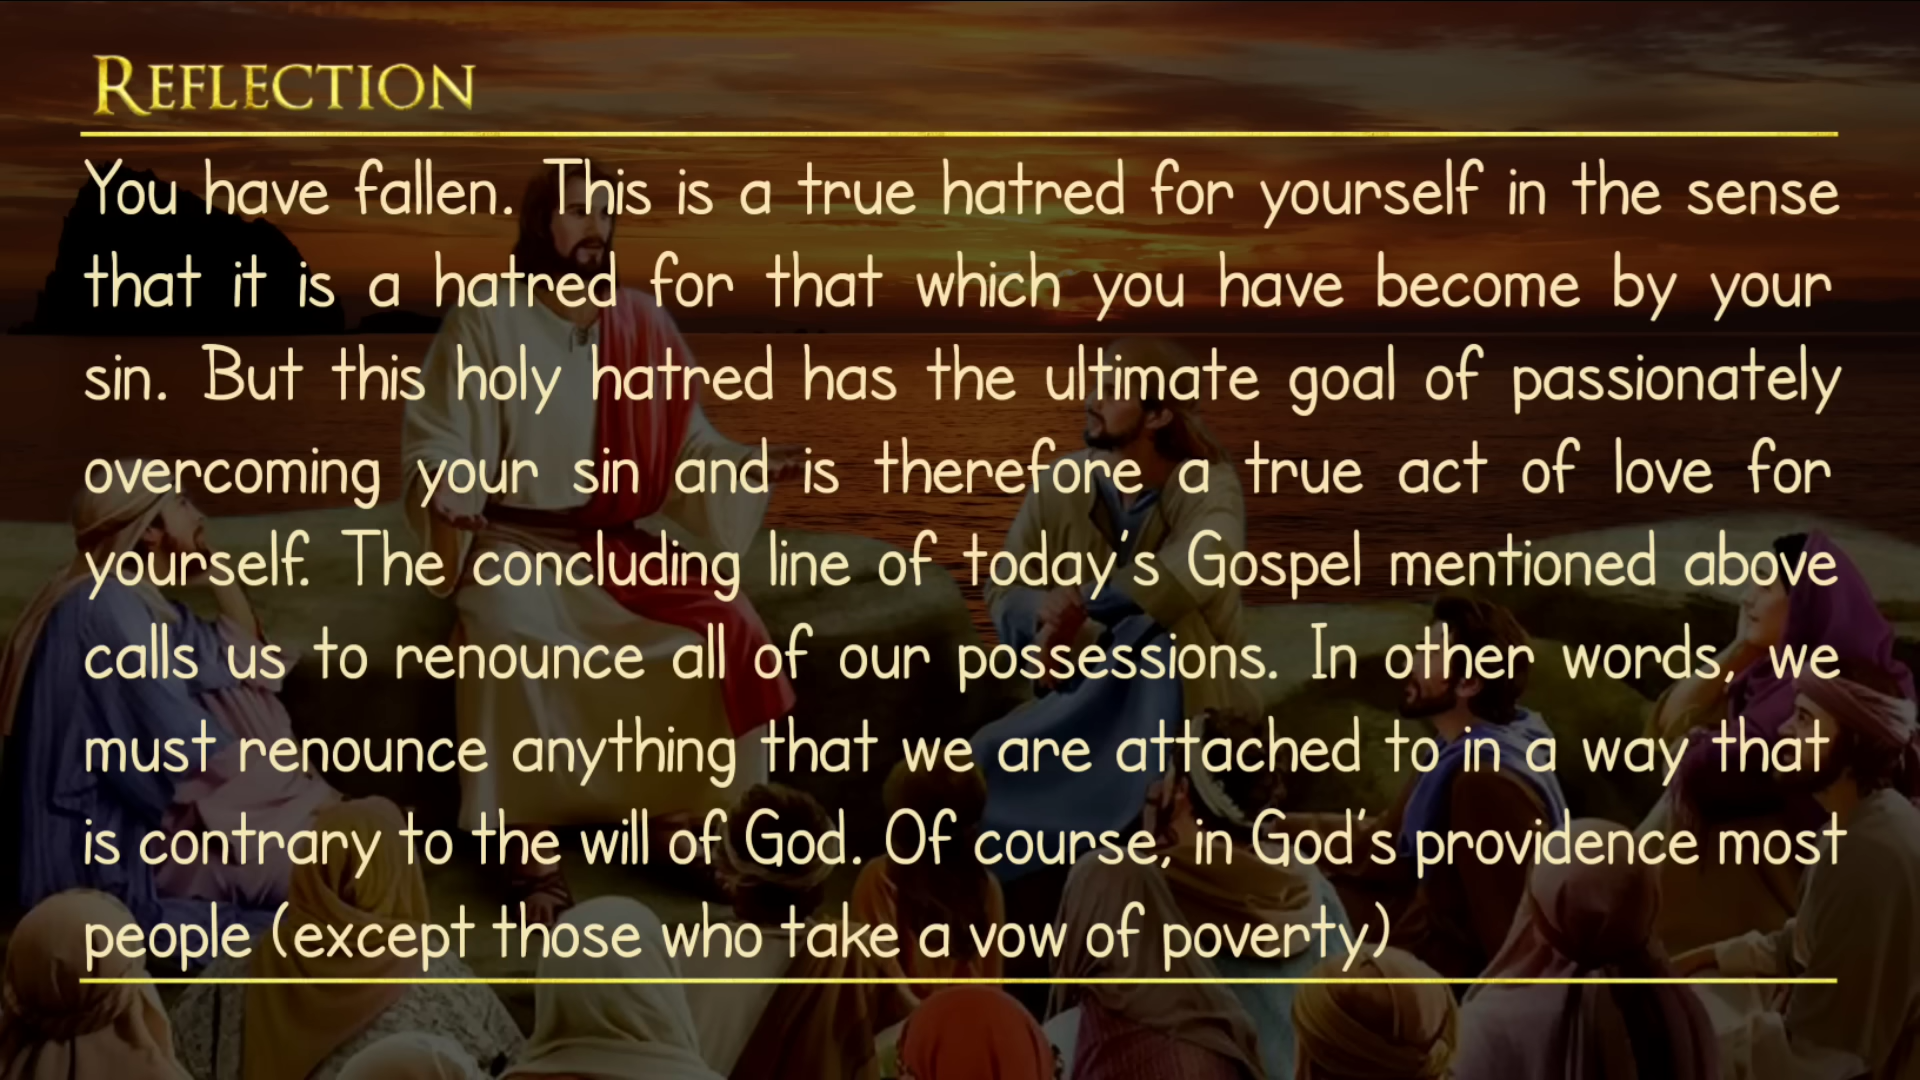 REFLECTION
You have fallen. This is a true hatred for yourself in the sense
that it is a hatred for that which you have become by your
sin. But this holy hatred has the ultimate goal of passionately
overcoming your sin and is therefore a true act of love for
yourself. The concluding line of today's Gospel mentioned above
calls us to renounce all of our possessions. In other words, we
must renounce anything that we are attached to in a way that
is contrary to the will of God. Of course, in God's providence most
people (except those who take a vow of poverty)